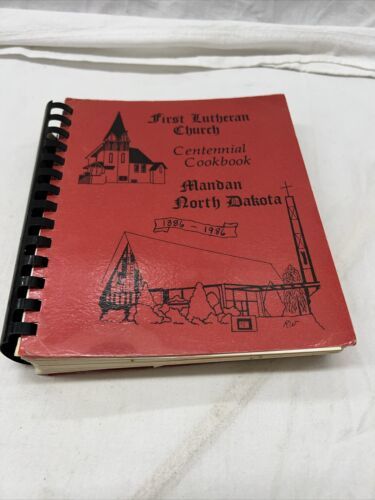 First Lutheran
Church
Centennial
Cookbook
Mandan
North Dakota
1886 - 1986